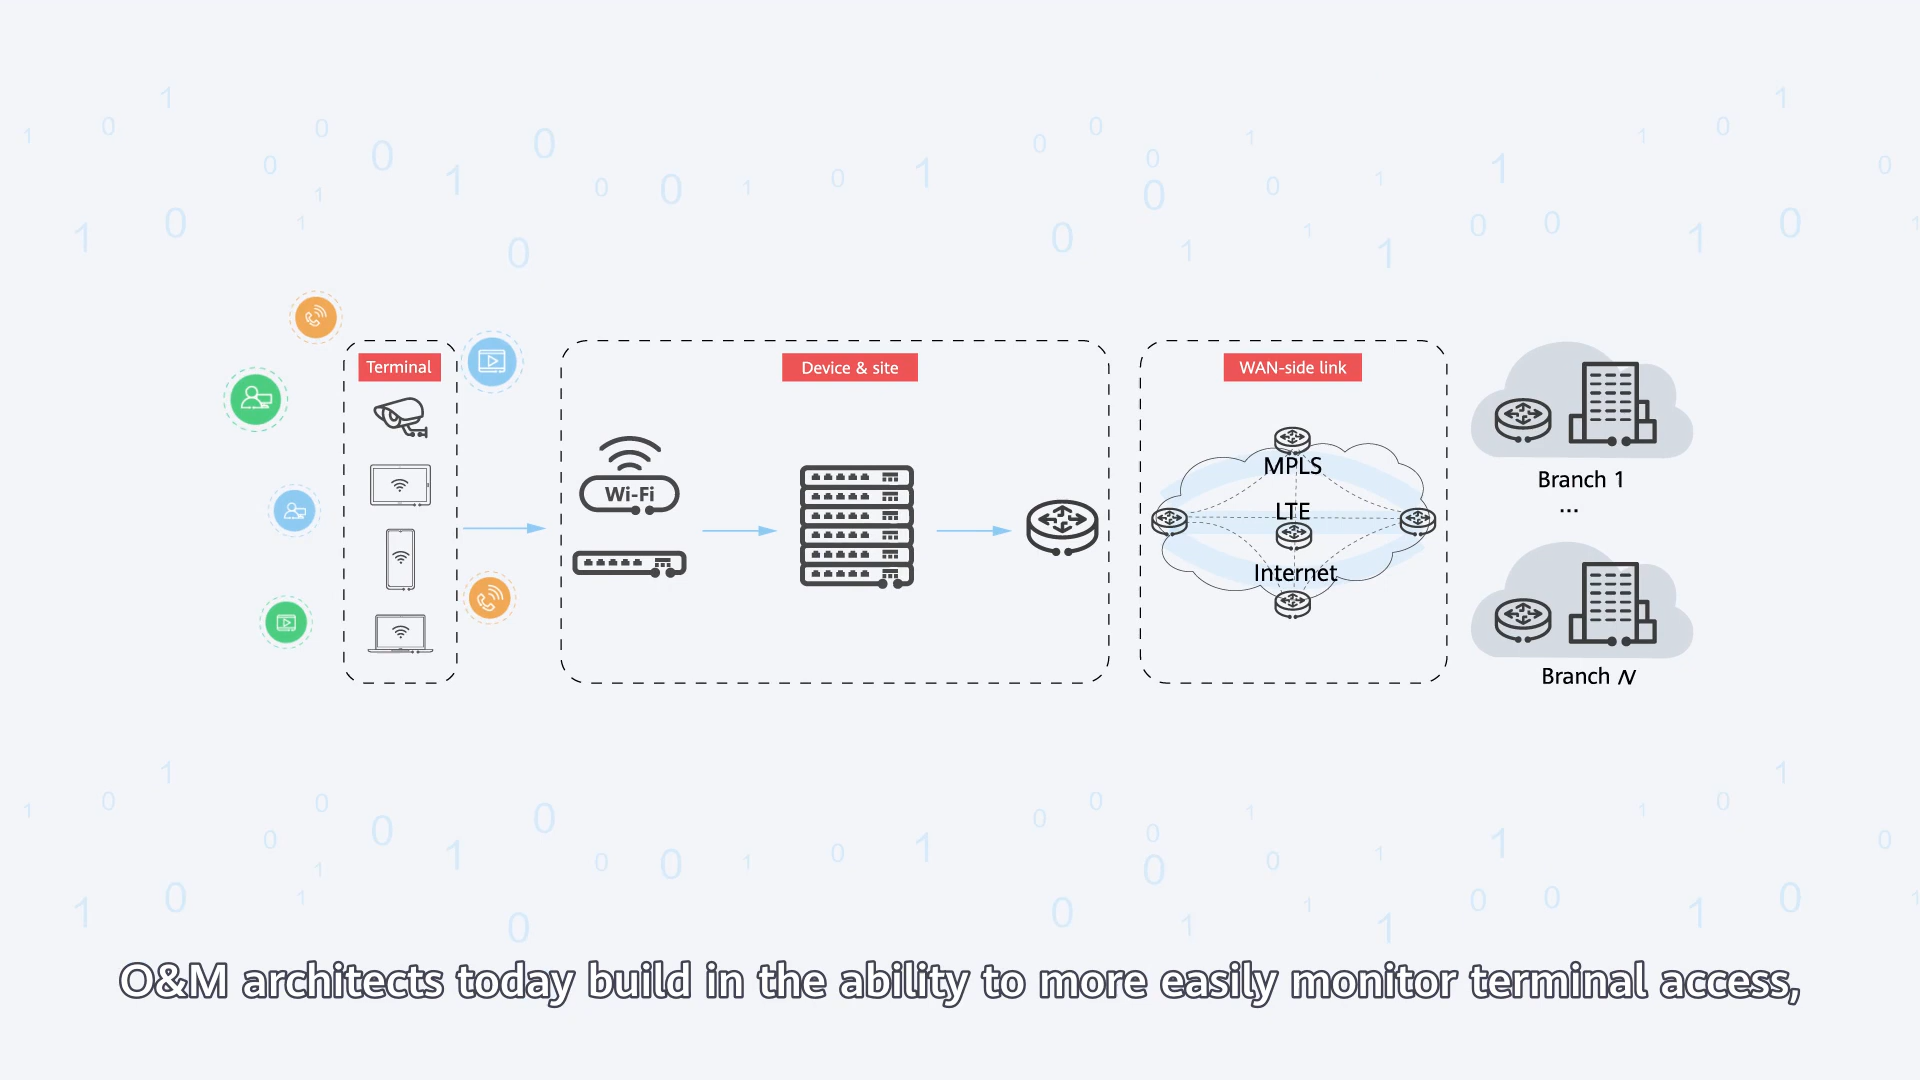 Terminal
Device & site
WAN-side link
Wi-Fi
MPLS
LTE
Internet
Branch 1
...
Branch N
O&M architects today build in the ability to more easily monitor terminal access,